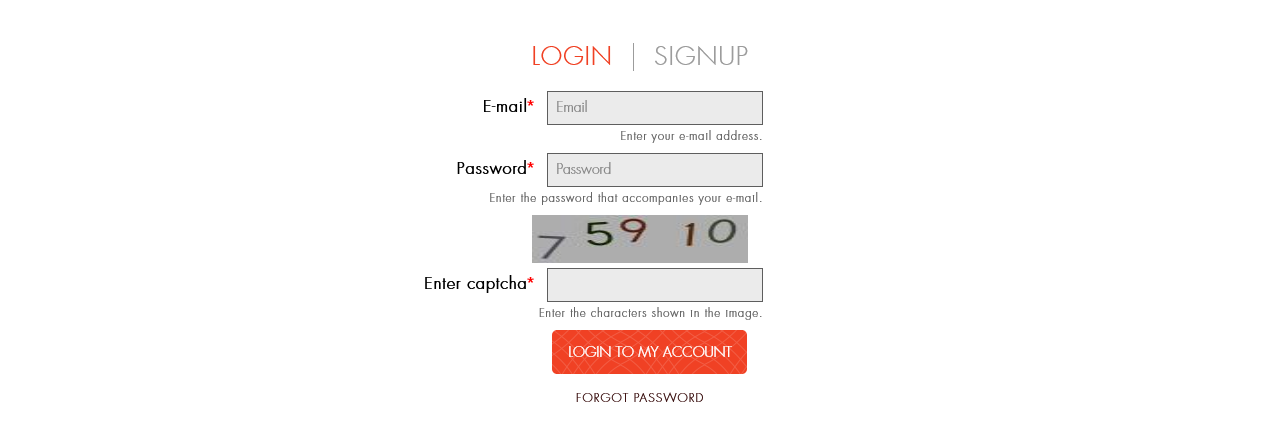 LOGIN | SIGNUP
E-mail* Email
Enter your e-mail address.
Password* Password
Enter the password that accompanies your e-mail.
7 59 10
Enter captcha*
Enter the characters shown in the image.
LOGIN TO MY ACCOUNT
FORGOT PASSWORD